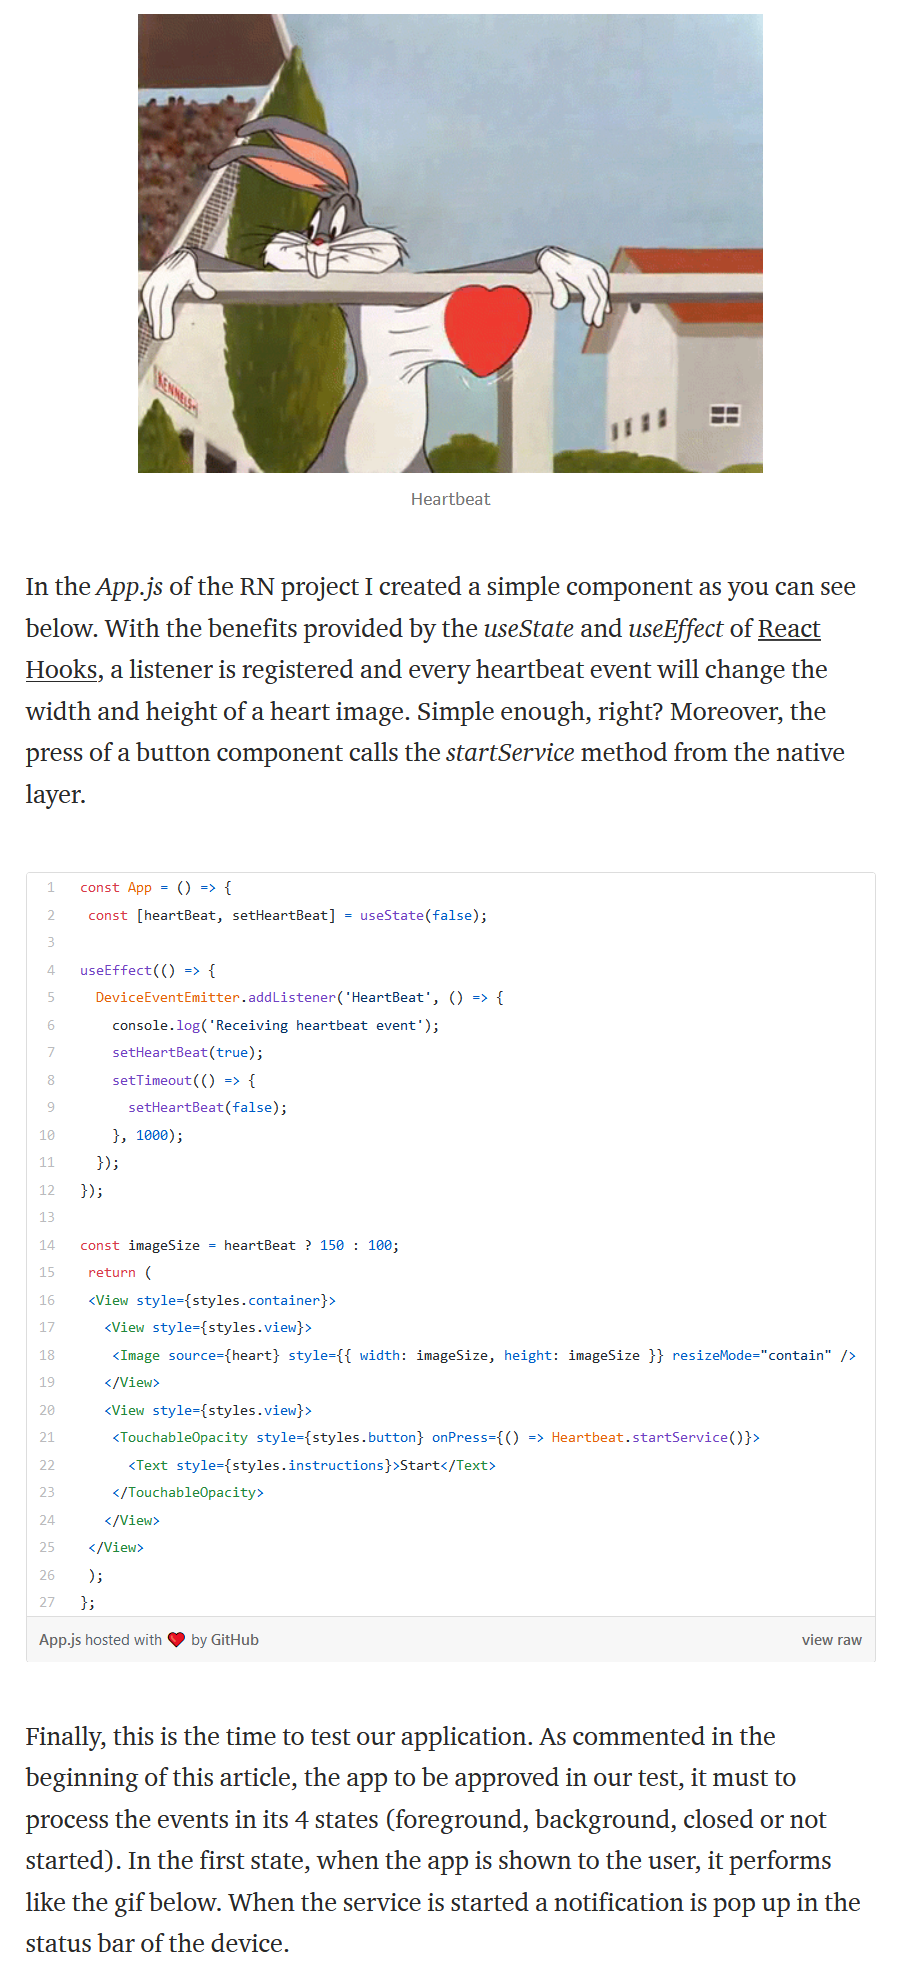 KENNELS
Heartbeat
In the App.js of the RN project I created a simple component as you can see
below. With the benefits provided by the useState and useEffect of React
Hooks, a listener is registered and every heartbeat event will change the
width and height of a heart image. Simple enough, right? Moreover, the
press of a button component calls the startService method from the native
layer.
1 const App = () => {
2 const [heartBeat, setHeartBeat] = useState(false);
3
4 useEffect(() => {
5 DeviceEventEmitter.addListener('HeartBeat', () => {
6 console.log('Receiving heartbeat event');
7 setHeartBeat(true);
8 setTimeout(() => {
9 setHeartBeat(false);
10 }, 1000);
11 });
12 });
13
14 const imageSize = heartBeat ? 150 : 100;
15 return (
16 <View style={styles.container}>
17 <View style={styles.view}>
18 <Image source={heart} style={{ width: imageSize, height: imageSize }} resizeMode="contain" />
19 </View>
20 <View style={styles.view}>
21 <TouchableOpacity style={styles.button} onPress={() => Heartbeat.startService()}>
22 <Text style={styles.instructions}>Start</Text>
23 </TouchableOpacity>
24 </View>
25 </View>
26 );
27 };
App.js hosted with ❤ by GitHub view raw
Finally, this is the time to test our application. As commented in the
beginning of this article, the app to be approved in our test, it must to
process the events in its 4 states (foreground, background, closed or not
started). In the first state, when the app is shown to the user, it performs
like the gif below. When the service is started a notification is pop up in the
status bar of the device.